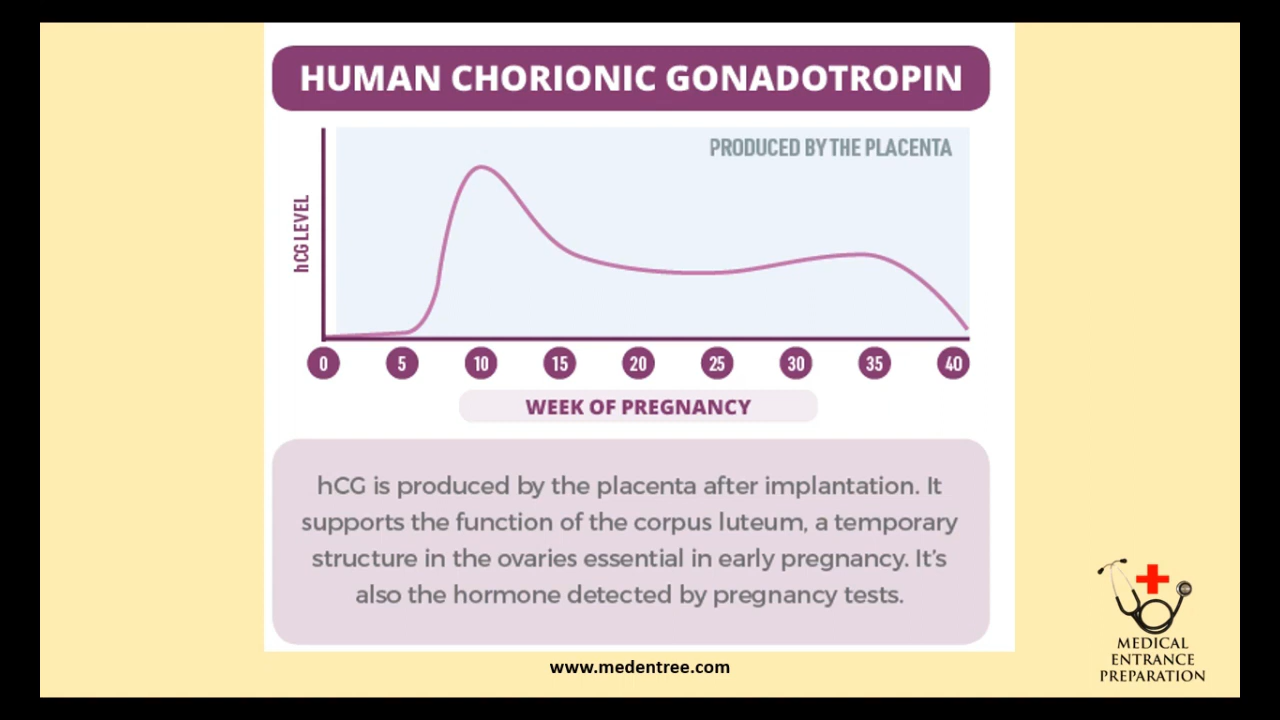 HUMAN CHORIONIC GONADOTROPIN
PRODUCED BY THE PLACENTA
hCG LEVEL
0 5 10 15 20 25 30 35 40
WEEK OF PREGNANCY
hCG is produced by the placenta after implantation. It
supports the function of the corpus luteum, a temporary
structure in the ovaries essential in early pregnancy. It's
also the hormone detected by pregnancy tests.
www.medentree.com
MEDICAL
ENTRANCE
PREPARATION